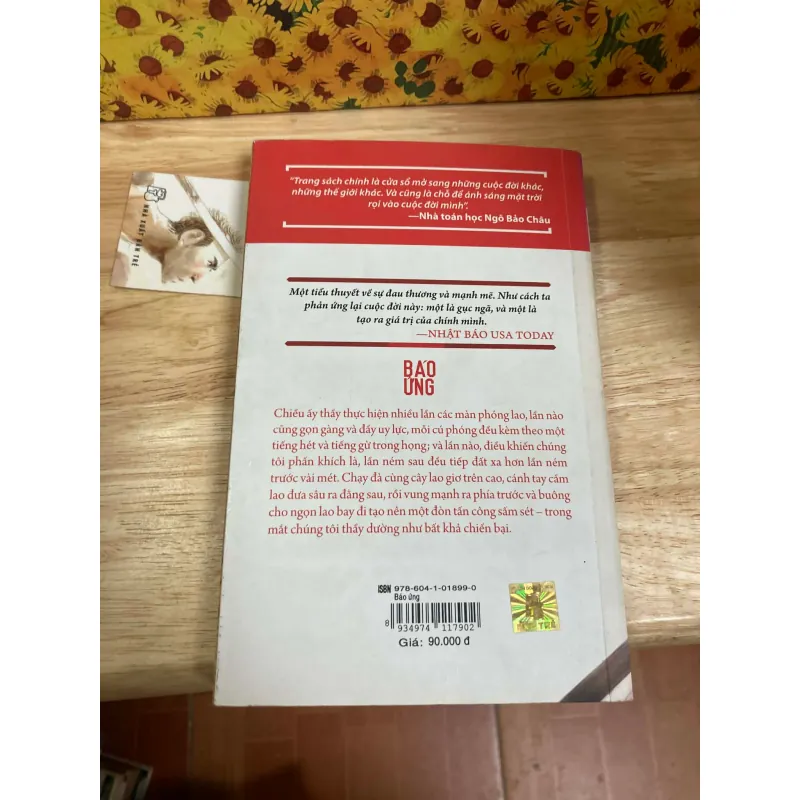 "Trang sách chính là cửa sổ mở sang những cuộc đời khác,
những thế giới khác. Và cũng là chỗ để ánh sáng mặt trời
rọi vào cuộc đời mình".
—Nhà toán học Ngô Bảo Châu
NHÀ XUẤT BẢN TRẺ
Một tiểu thuyết về sự đau thương và mạnh mẽ. Như cách ta
phản ứng lại cuộc đời này: một là gục ngã, và một là
tạo ra giá trị của chính mình.
—NHẬT BÁO USA TODAY
BÁO
ỨNG
Chiều ấy thầy thực hiện nhiều lần các màn phóng lao, lần nào
cũng gọn gàng và đầy uy lực, mỗi cú phóng đều kèm theo một
tiếng hét và tiếng gừ trong họng; và lần nào, điều khiến chúng
tôi phấn khích là, lần ném sau đều tiếp đất xa hơn lần ném
trước vài mét. Chạy đà cùng cây lao giơ trên cao, cánh tay cầm
lao đưa sâu ra đằng sau, rồi vung mạnh ra phía trước và buông
cho ngọn lao bay đi tạo nên một đòn tấn công sấm sét – trong
mắt chúng tôi thầy dường như bất khả chiến bại.
ISBN 978-604-1-01899-0
Báo ứng
8 934974 117902
Giá: 90.000 đ
TRẺ